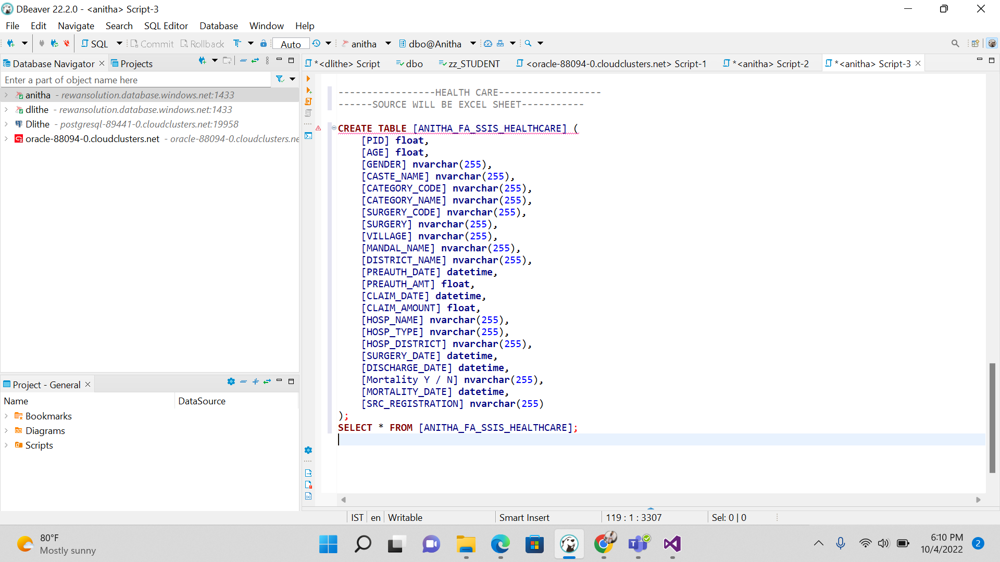 DBeaver 22.2.0 - <anitha> Script-3
File Edit Navigate Search SQL Editor Database Window Help
SQL Commit Rollback Auto anitha dbo@Anitha
Database Navigator Projects
*<dlithe> Script dbo zz_STUDENT <oracle-88094-0.cloudclusters.net> Script-1 *<anitha> Script-2 *<anitha> Script-3
Enter a part of object name here
anitha - rewansolution.database.windows.net:1433
dlithe - rewansolution.database.windows.net:1433
Dlithe - postgresql-89441-0.cloudclusters.net:19958
oracle-88094-0.cloudclusters.net - oracle-88094-0.cloudclusters.ne
Project - General
Name DataSource
Bookmarks
Diagrams
Scripts
-----------------HEALTH CARE------------------
------SOURCE WILL BE EXCEL SHEET-----------
CREATE TABLE [ANITHA_FA_SSIS_HEALTHCARE] (
[PID] float,
[AGE] float,
[GENDER] nvarchar(255),
[CASTE_NAME] nvarchar(255),
[CATEGORY_CODE] nvarchar(255),
[CATEGORY_NAME] nvarchar(255),
[SURGERY_CODE] nvarchar(255),
[SURGERY] nvarchar(255),
[VILLAGE] nvarchar(255),
[MANDAL_NAME] nvarchar(255),
[DISTRICT_NAME] nvarchar(255),
[PREAUTH_DATE] datetime,
[PREAUTH_AMT] float,
[CLAIM_DATE] datetime,
[CLAIM_AMOUNT] float,
[HOSP_NAME] nvarchar(255),
[HOSP_TYPE] nvarchar(255),
[HOSP_DISTRICT] nvarchar(255),
[SURGERY_DATE] datetime,
[DISCHARGE_DATE] datetime,
[Mortality Y / N] nvarchar(255),
[MORTALITY_DATE] datetime,
[SRC_REGISTRATION] nvarchar(255)
);
SELECT * FROM [ANITHA_FA_SSIS_HEALTHCARE];
IST en Writable Smart Insert 119 : 1 : 3307 Sel: 0 | 0
80°F
Mostly sunny
6:10 PM
10/4/2022
2